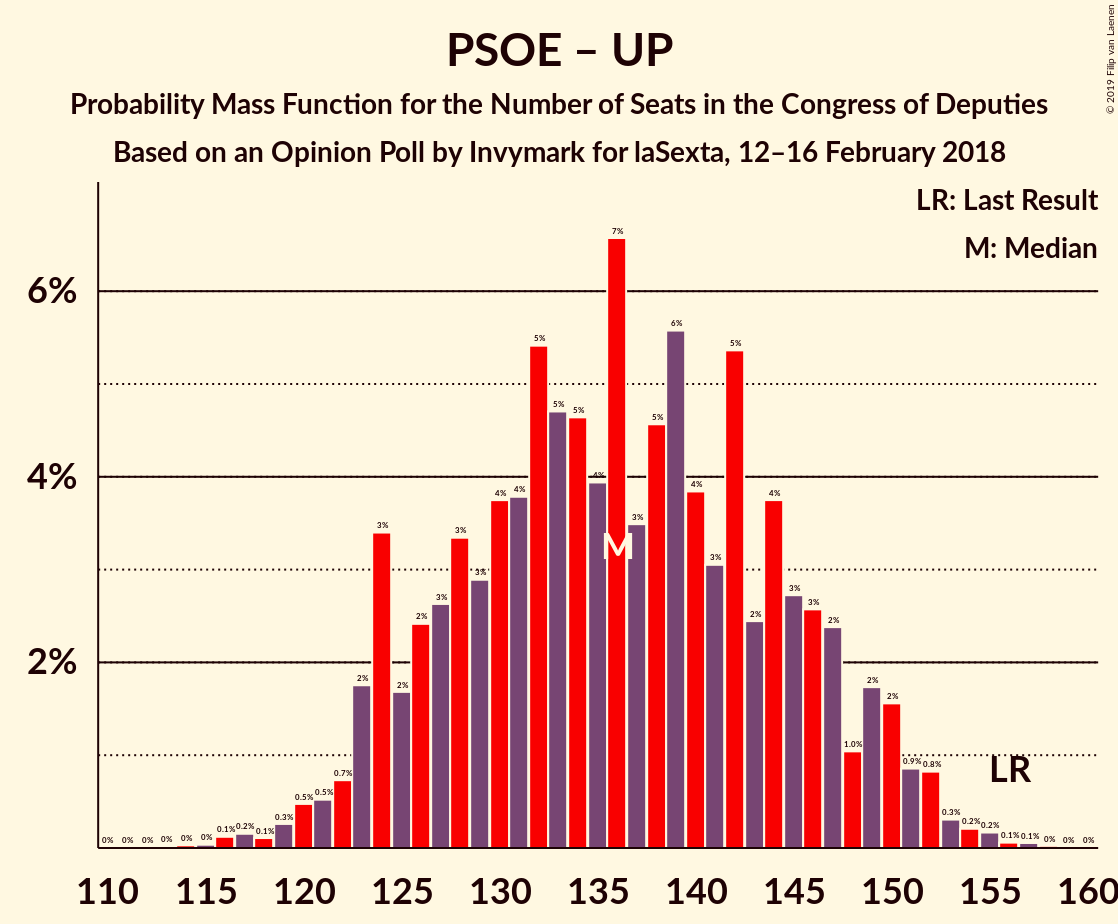 PSOE – UP
Probability Mass Function for the Number of Seats in the Congress of Deputies
Based on an Opinion Poll by Invymark for laSexta, 12–16 February 2018
© 2019 Filip van Laenen
LR: Last Result
M: Median
6%
4%
2%
0% 0% 0% 0% 0% 0% 0.1% 0.2% 0.1% 0.3% 0.5% 0.5% 0.7% 2% 3% 2% 2% 3% 3% 3% 4% 4% 5% 5% 5% 4% 7% 3% 5% 6% 4% 3% 5% 2% 4% 3% 3% 2% 1.0% 2% 2% 0.9% 0.8% 0.3% 0.2% 0.2% 0.1% 0.1% 0% 0% 0%
M
LR
110 115 120 125 130 135 140 145 150 155 160